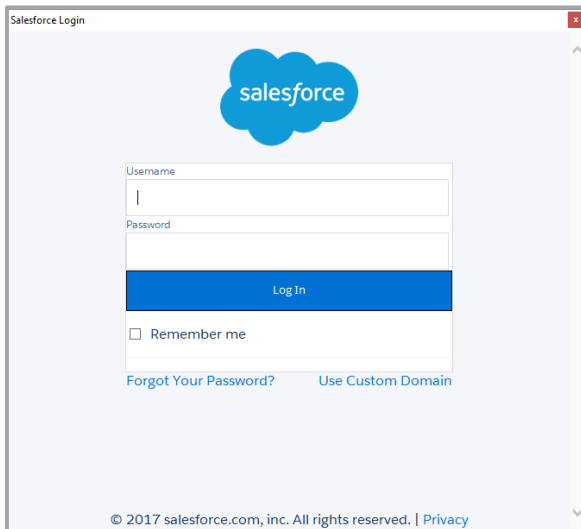 Salesforce Login
x
salesforce
Username
Password
Log In
Remember me
Forgot Your Password? Use Custom Domain
© 2017 salesforce.com, inc. All rights reserved. | Privacy